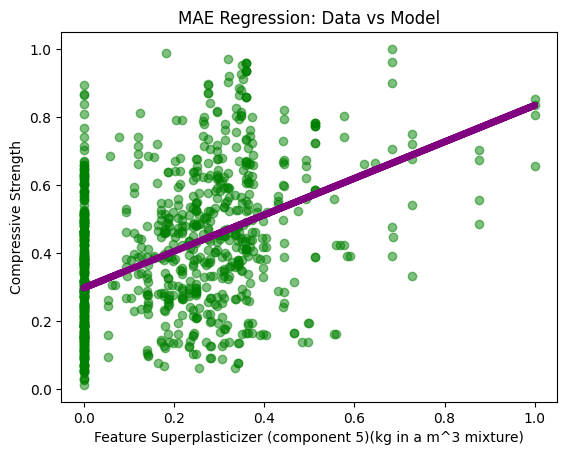 MAE Regression: Data vs Model
Compressive Strength
1.0
0.8
0.6
0.4
0.2
0.0
0.0 0.2 0.4 0.6 0.8 1.0
Feature Superplasticizer (component 5)(kg in a m^3 mixture)